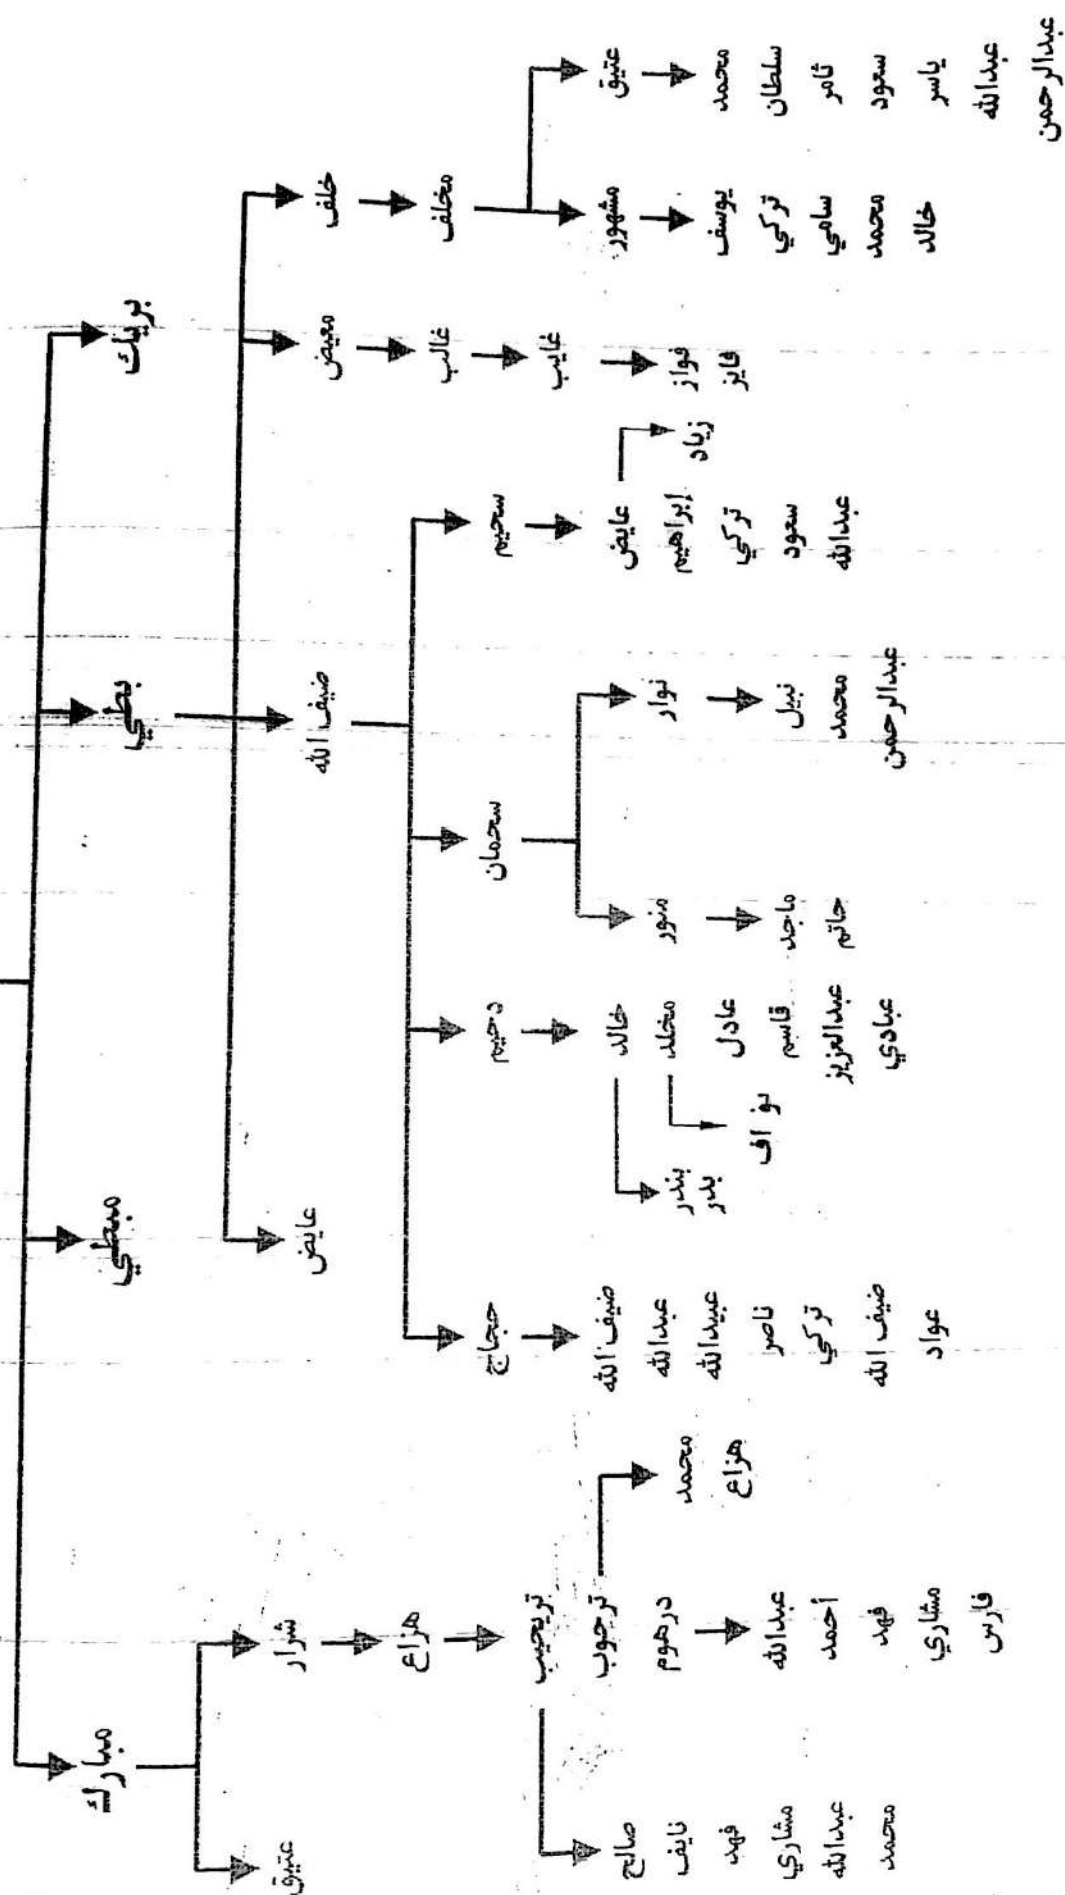 بريك
بطي
مبطي
مبارك
خلف
معيض
ضيف الله
عايض
شرار
عتيق
مخلف
غالب
هزاع
عتيق
مشهور
غايب
سحيم
سحمان
دحيم
حجاج
محمد
سلطان
ثامر
سعود
ياسر
عبدالله
عبدالرحمن
يوسف
تركي
سامي
محمد
خالد
فواز
فايز
عايض
إبراهيم
تركي
سعود
عبدالله
زياد
نوار
منور
نبيل
محمد
عبدالرحمن
ماجد
حاتم
خالد
مخلد
عادل
قاسم
عبدالعزيز
عبادي
نواف
بندر
بدر
ضيف الله
عبدالله
عبيدالله
ناصر
تركي
ضيف الله
عواد
تريحيب
ترحوب
درهوم
محمد
هزاع
عبدالله
أحمد
فهد
مشاري
فارس
صالح
نايف
فهد
مشاري
عبدالله
محمد